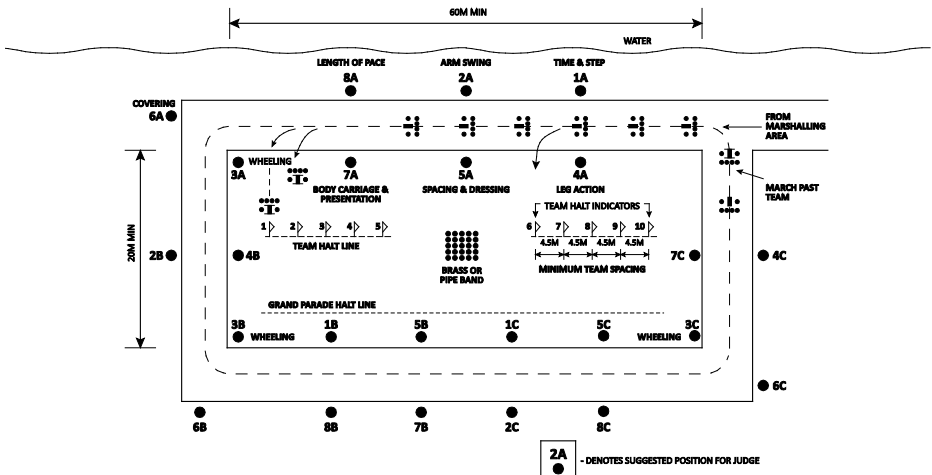 60M MIN
WATER
LENGTH OF PACE
8A
ARM SWING
2A
TIME & STEP
1A
COVERING
6A
FROM
MARSHALLING
AREA
WHEELING
3A
7A
5A
4A
BODY CARRIAGE &
PRESENTATION
SPACING & DRESSING
LEG ACTION
MARCH PAST
TEAM
TEAM HALT INDICATORS
1 2 3 4 5
6 7 8 9 10
TEAM HALT LINE
4.5M 4.5M 4.5M 4.5M
MINIMUM TEAM SPACING
20M MIN
2B
4B
BRASS OR
PIPE BAND
7C
4C
GRAND PARADE HALT LINE
3B
WHEELING
1B
5B
1C
5C
WHEELING
3C
6C
6B
8B
7B
2C
8C
2A
- DENOTES SUGGESTED POSITION FOR JUDGE